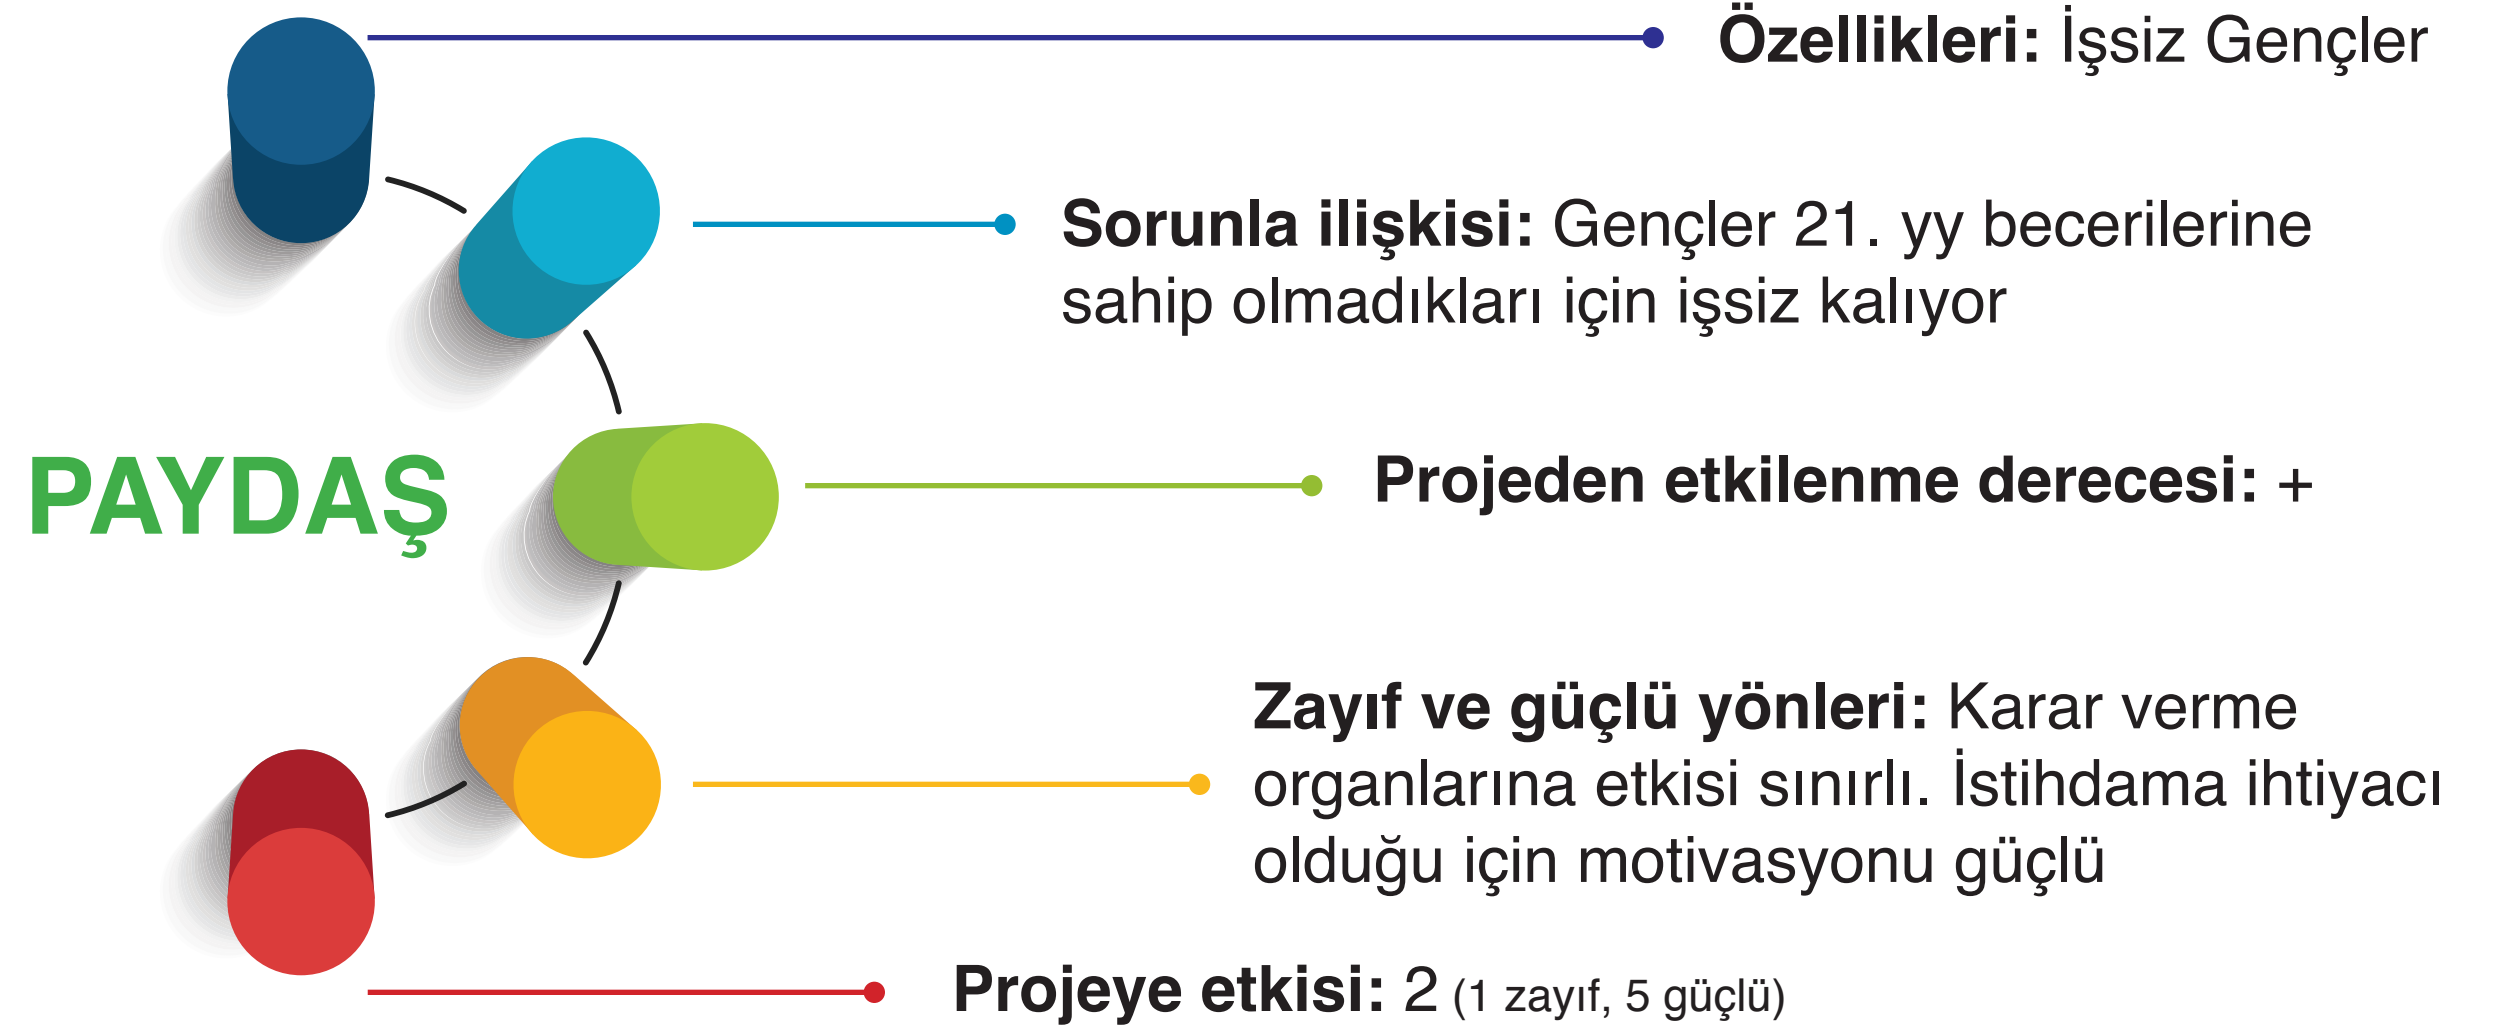 Özellikleri: İşsiz Gençler
Sorunla ilişkisi: Gençler 21. yy becerilerine
sahip olmadıkları için işsiz kalıyor
PAYDAŞ
Projeden etkilenme derecesi: +
Zayıf ve güçlü yönleri: Karar verme
organlarına etkisi sınırlı. İstihdama ihtiyacı
olduğu için motivasyonu güçlü
Projeye etkisi: 2 (1 zayıf, 5 güçlü)